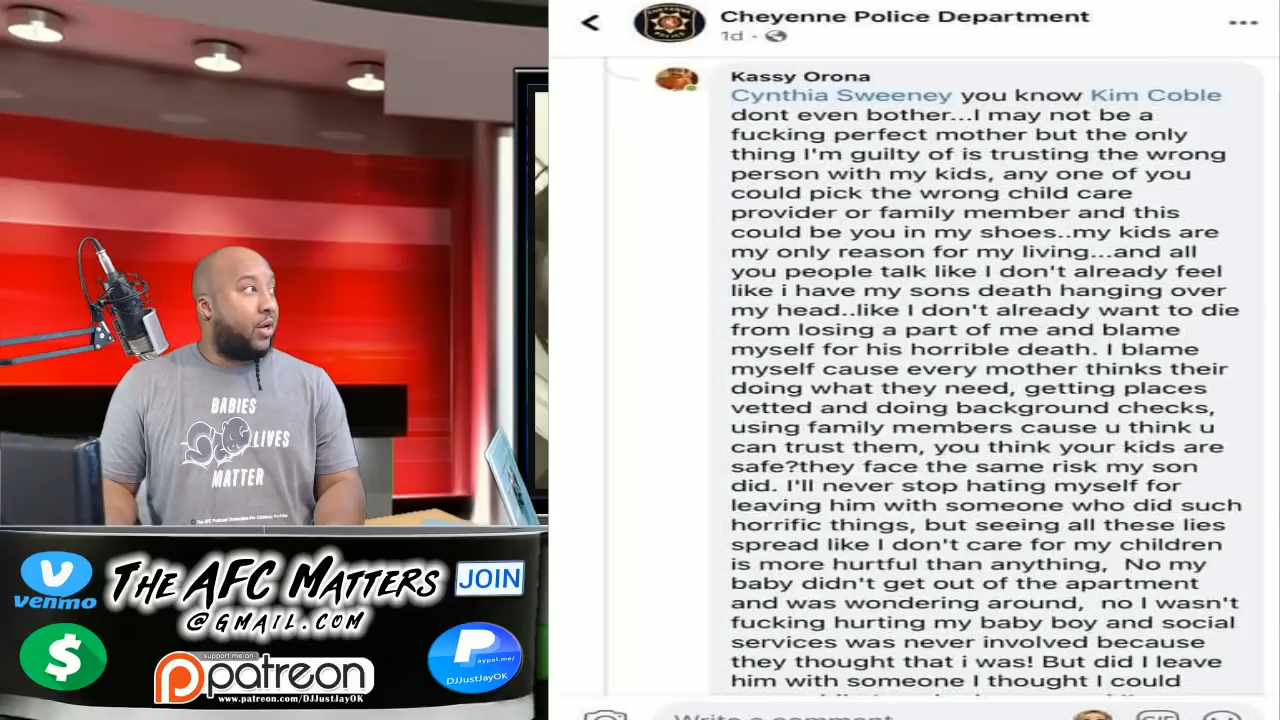 Cheyenne Police Department
1d ·
Kassy Orona
Cynthia Sweeney you know Kim Coble
dont even bother...I may not be a
fucking perfect mother but the only
thing I'm guilty of is trusting the wrong
person with my kids, any one of you
could pick the wrong child care
provider or family member and this
could be you in my shoes..my kids are
my only reason for my living...and all
you people talk like I don't already feel
like i have my sons death hanging over
my head..like I don't already want to die
from losing a part of me and blame
myself for his horrible death. I blame
myself cause every mother thinks their
doing what they need, getting places
vetted and doing background checks,
using family members cause u think u
can trust them, you think your kids are
safe?they face the same risk my son
did. I'll never stop hating myself for
leaving him with someone who did such
horrific things, but seeing all these lies
spread like I don't care for my children
is more hurtful than anything, No my
baby didn't get out of the apartment
and was wondering around, no I wasn't
fucking hurting my baby boy and social
services was never involved because
they thought that i was! But did I leave
him with someone I thought I could
Write a comment
GIF
BABIES
LIVES
MATTER
venmo
THE AFC MATTERS
@GMAIL.COM
JOIN
$
support me on
patreon
www.patreon.com/DJJustJayOK
Paypal.me/
DJJustJayOK